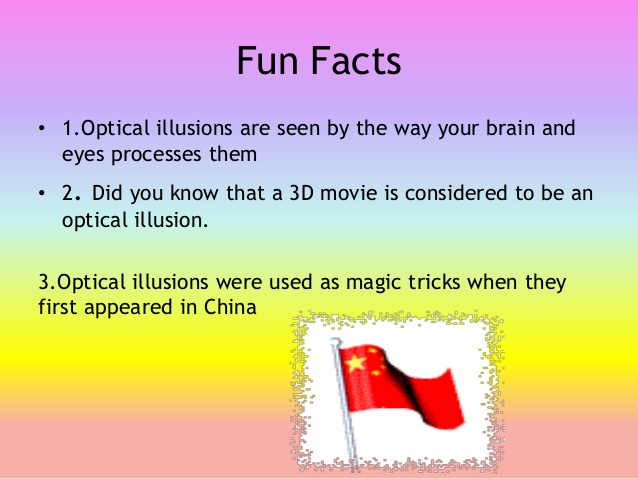 Fun Facts
• 1.Optical illusions are seen by the way your brain and
eyes processes them
• 2. Did you know that a 3D movie is considered to be an
optical illusion.
3.Optical illusions were used as magic tricks when they
first appeared in China